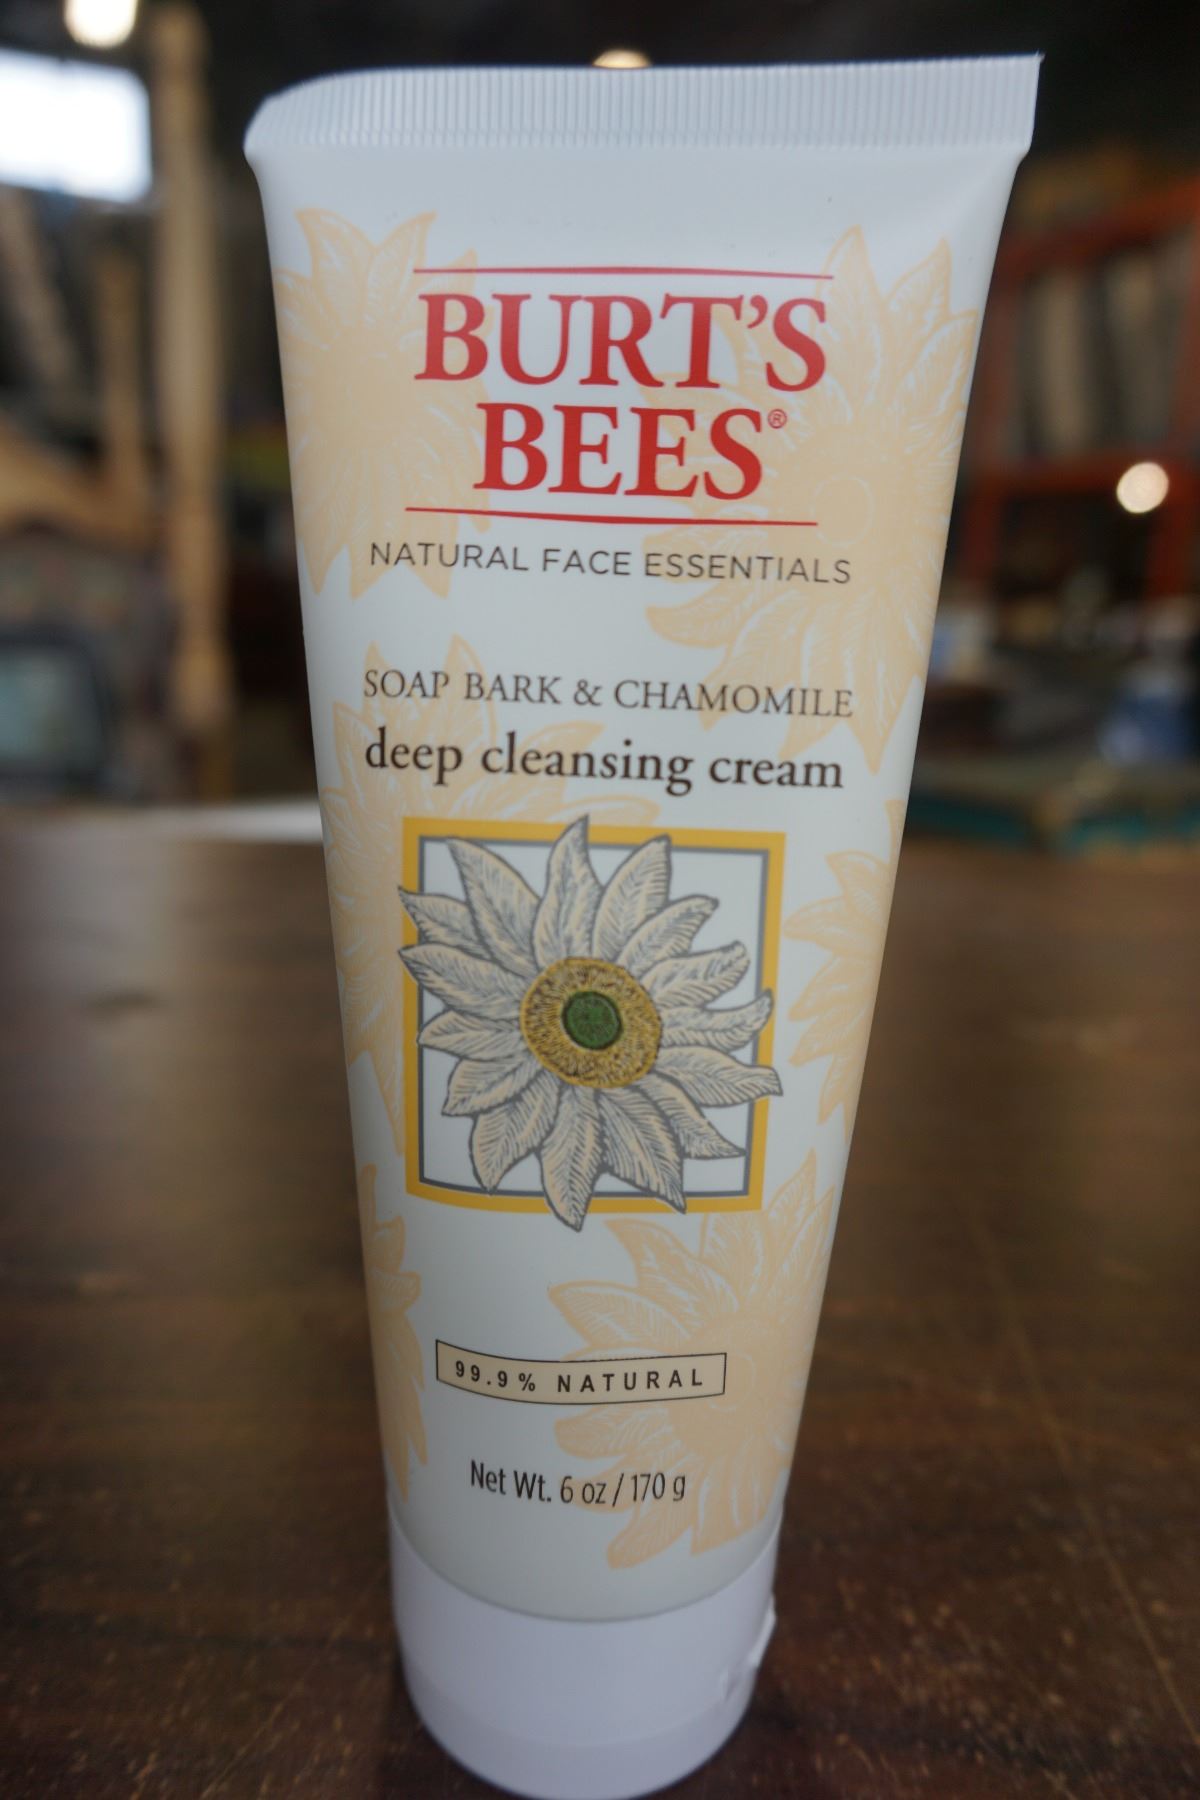 BURT'S
BEES®
NATURAL FACE ESSENTIALS
SOAP BARK & CHAMOMILE
deep cleansing cream
99.9% NATURAL
Net Wt. 6 oz / 170 g